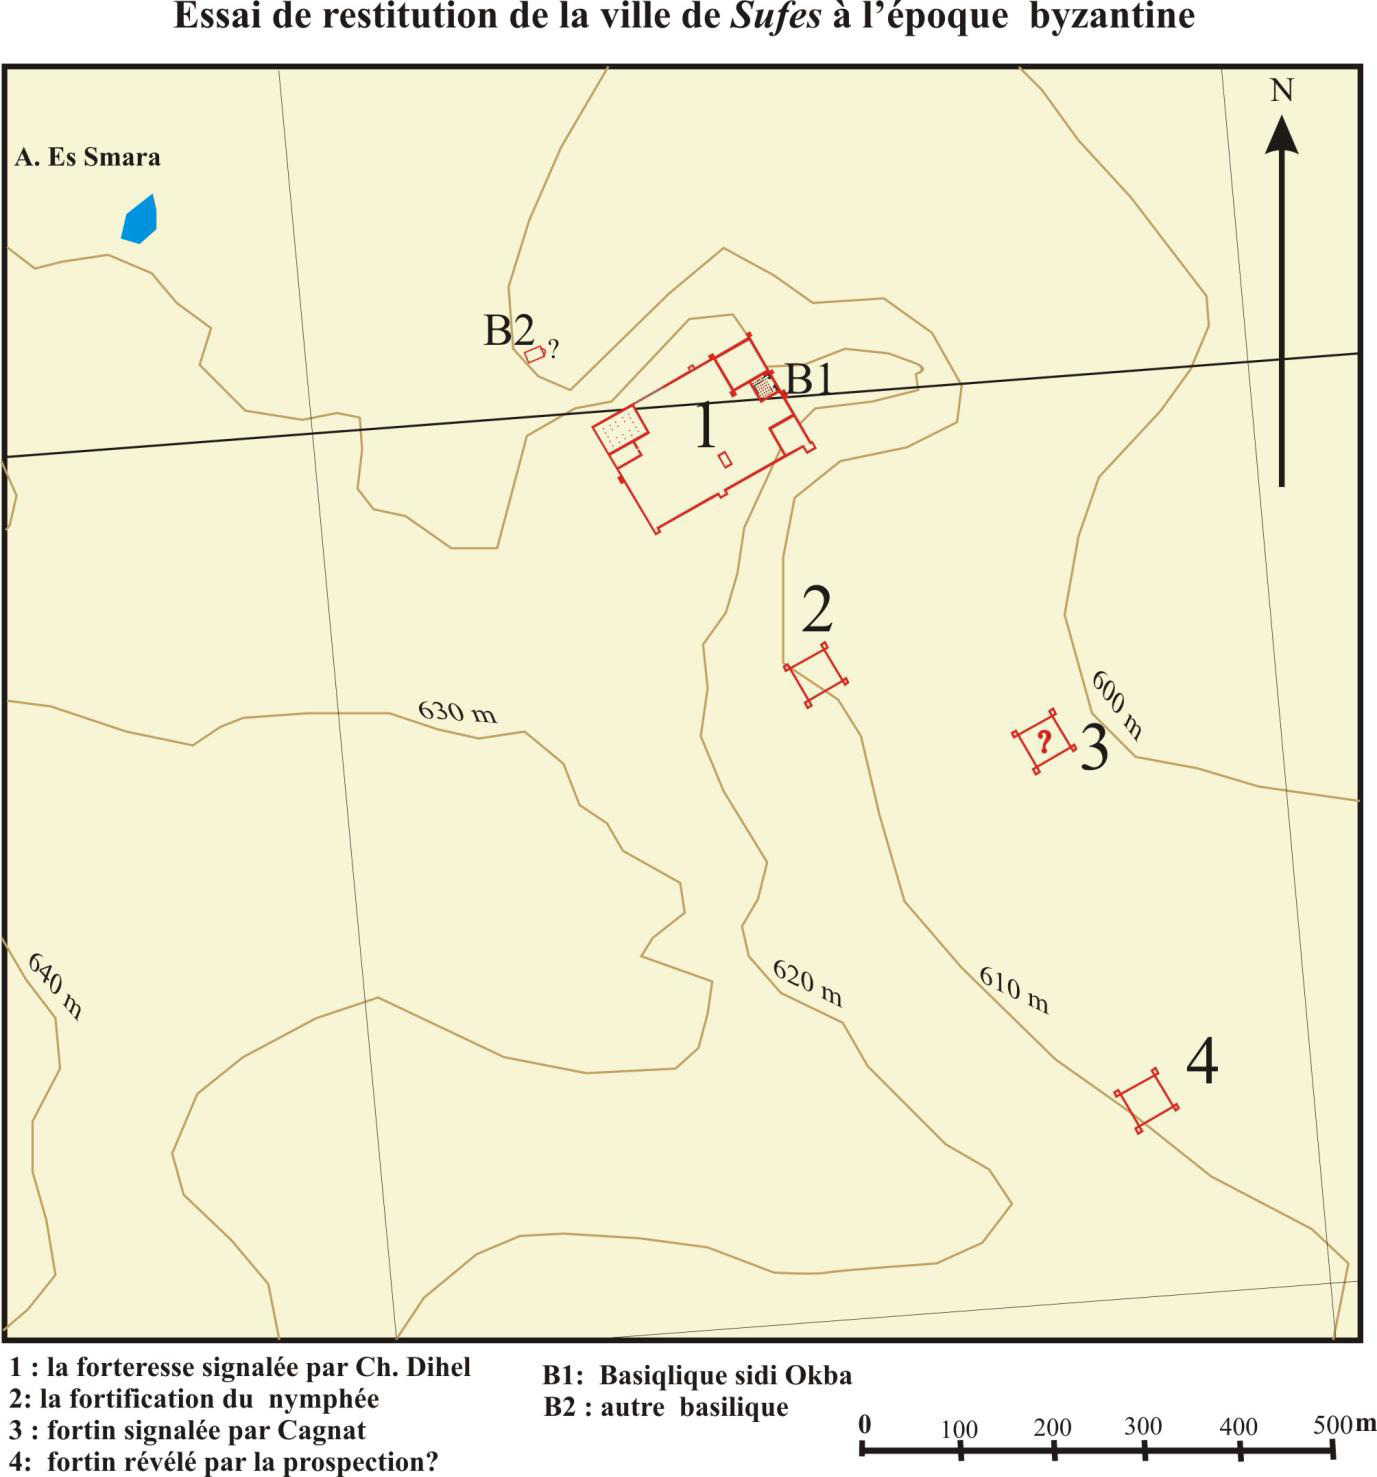 Essai de restitution de la ville de Sufes à l’époque byzantine
N
A. Es Smara
B2
?
B1
1
2
600 m
?
3
630 m
640 m
620 m
610 m
4
1 : la forteresse signalée par Ch. Dihel
2: la fortification du nymphée
3 : fortin signalée par Cagnat
4: fortin révélé par la prospection?
B1: Basiqlique sidi Okba
B2 : autre basilique
0 100 200 300 400 500 m